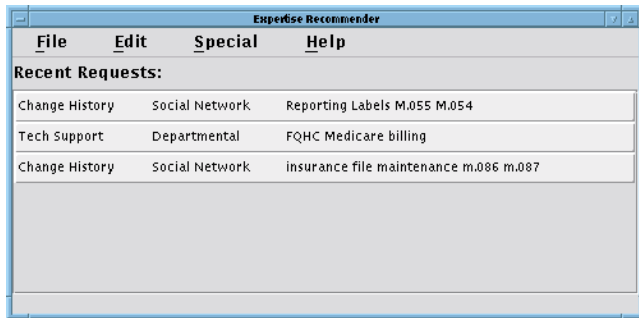 Expertise Recommender
File Edit Special Help
Recent Requests:
Change History Social Network Reporting Labels M.055 M.054
Tech Support Departmental FQHC Medicare billing
Change History Social Network insurance file maintenance m.086 m.087